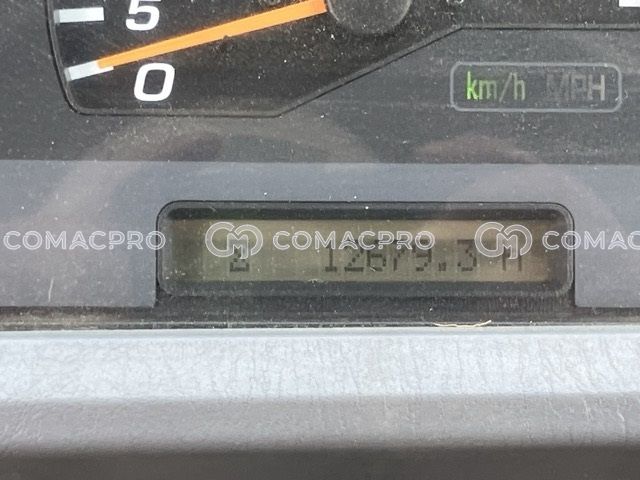 5
0
km/h MPH
COMACPRO COMACPRO COMACPRO
12679.3 H